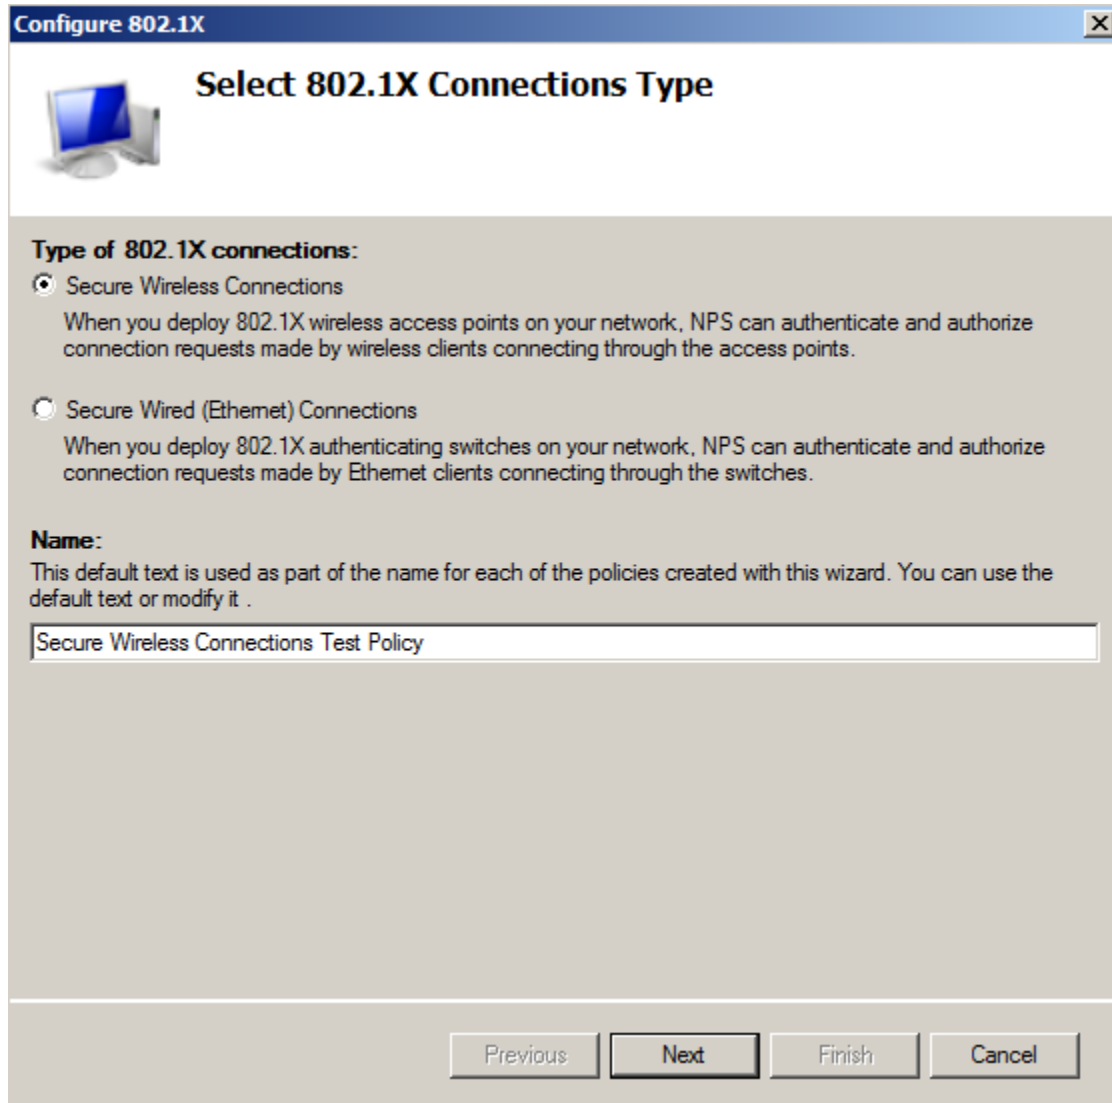 Configure 802.1X
Select 802.1X Connections Type
Type of 802.1X connections:
Secure Wireless Connections
When you deploy 802.1X wireless access points on your network, NPS can authenticate and authorize
connection requests made by wireless clients connecting through the access points.
Secure Wired (Ethernet) Connections
When you deploy 802.1X authenticating switches on your network, NPS can authenticate and authorize
connection requests made by Ethernet clients connecting through the switches.
Name:
This default text is used as part of the name for each of the policies created with this wizard. You can use the
default text or modify it .
Secure Wireless Connections Test Policy
Previous Next Finish Cancel